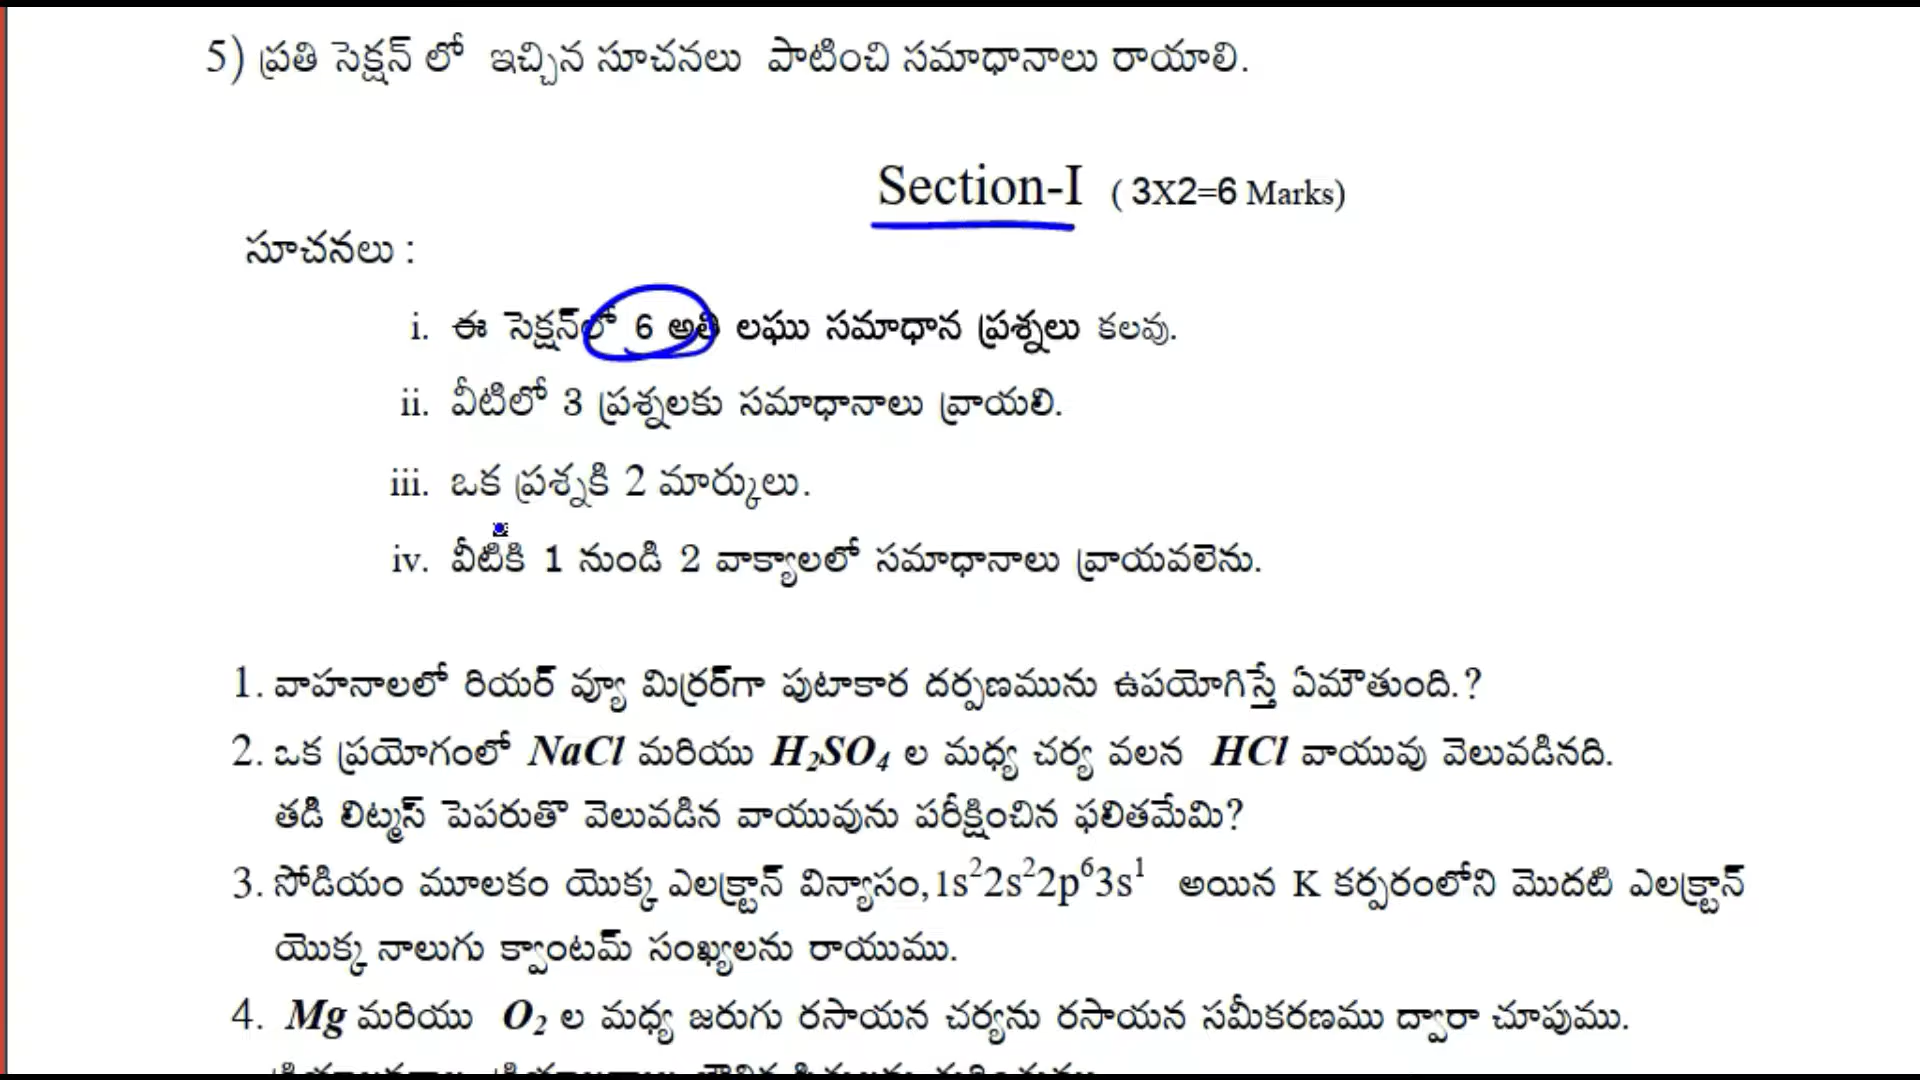 5) ప్రతి సెక్షన్ లో ఇచ్చిన సూచనలు పాటించి సమాధానాలు రాయాలి.
Section-I ( 3X2=6 Marks)
సూచనలు :
i. ఈ సెక్షన్‌లో 6 అతి లఘు సమాధాన ప్రశ్నలు కలవు.
ii. వీటిలో 3 ప్రశ్నలకు సమాధానాలు వ్రాయలి.
iii. ఒక ప్రశ్నకి 2 మార్కులు.
iv. వీటికి 1 నుండి 2 వాక్యాలలో సమాధానాలు వ్రాయవలెను.
1. వాహనాలలో రియర్ వ్యూ మిర్రర్‌గా పుటాకార దర్పణమును ఉపయోగిస్తే ఏమౌతుంది.?
2. ఒక ప్రయోగంలో NaCl మరియు H₂SO₄ ల మధ్య చర్య వలన HCl వాయువు వెలువడినది.
తడి లిట్మస్ పెపరుతొ వెలువడిన వాయువును పరీక్షించిన ఫలితమేమి?
3. సోడియం మూలకం యొక్క ఎలక్ట్రాన్ విన్యాసం,1s²2s²2p⁶3s¹ అయిన K కర్పరంలోని మొదటి ఎలక్ట్రాన్
యొక్క నాలుగు క్వాంటమ్ సంఖ్యలను రాయుము.
4. Mg మరియు O₂ ల మధ్య జరుగు రసాయన చర్యను రసాయన సమీకరణము ద్వారా చూపుము.